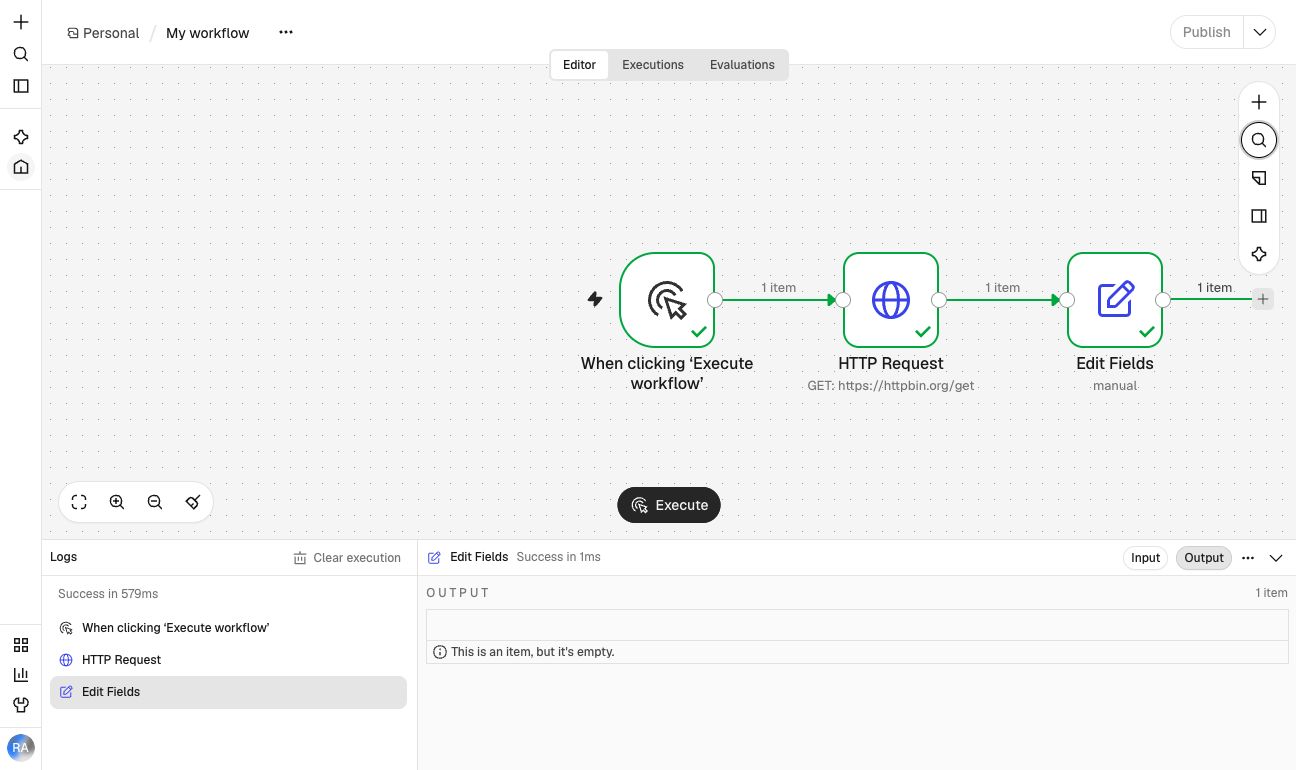 Personal / My workflow
Publish
Editor Executions Evaluations
1 item 1 item 1 item
When clicking ‘Execute workflow’
HTTP Request
GET: https://httpbin.org/get
Edit Fields
manual
Execute
Logs
Clear execution
Edit Fields Success in 1ms
Input Output
Success in 579ms
When clicking ‘Execute workflow’
HTTP Request
Edit Fields
OUTPUT
1 item
This is an item, but it's empty.
RA